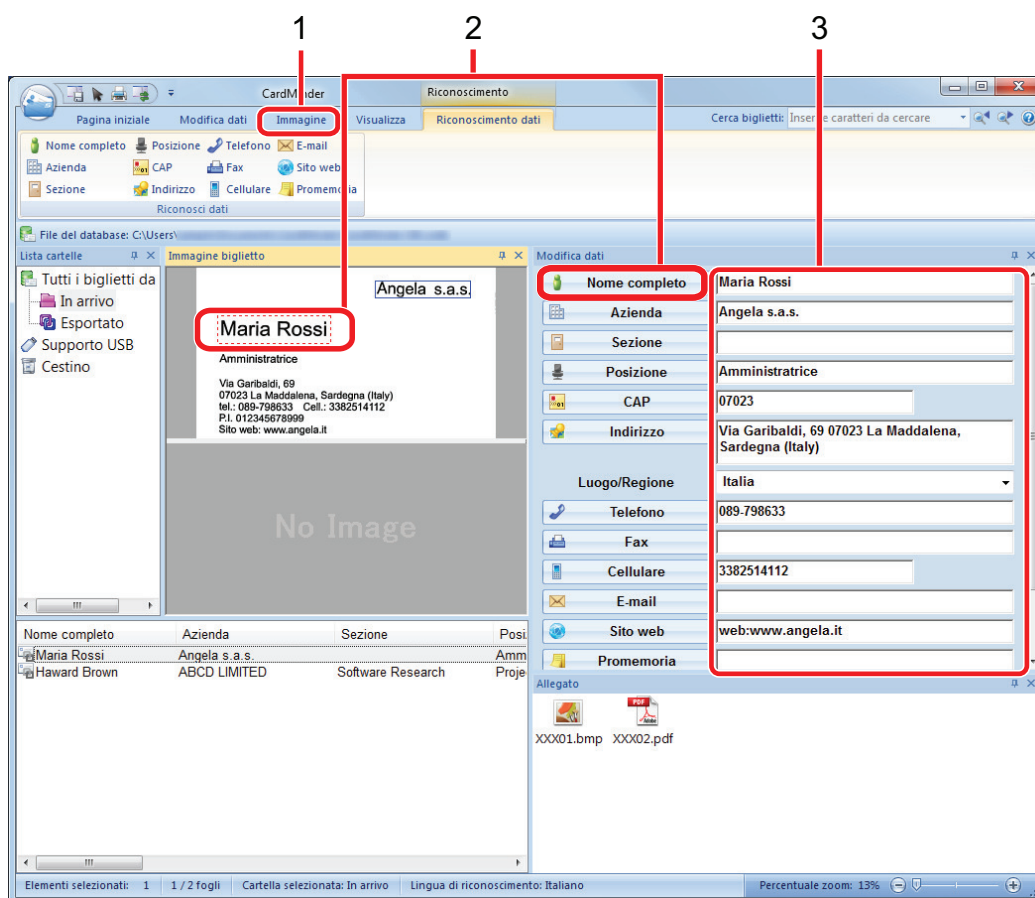 1 2 3
CardMinder Riconoscimento
Pagina iniziale Modifica dati Immagine Visualizza Riconoscimento dati Cerca biglietti: Inserire caratteri da cercare
Nome completo Posizione Telefono E-mail
Azienda CAP Fax Sito web
Sezione Indirizzo Cellulare Promemoria
Riconosci dati
File del database: C:\Users\
Lista cartelle Immagine biglietto Modifica dati
Tutti i biglietti da
In arrivo
Esportato
Supporto USB
Cestino
Angela s.a.s.
Maria Rossi
Amministratrice
Via Garibaldi, 69
07023 La Maddalena, Sardegna (Italy)
tel.: 089-798633 Cell.: 3382514112
P.I. 012345678999
Sito web: www.angela.it
No Image
Nome completo Maria Rossi
Azienda Angela s.a.s.
Sezione
Posizione Amministratrice
CAP 07023
Indirizzo Via Garibaldi, 69 07023 La Maddalena,
Sardegna (Italy)
Luogo/Regione Italia
Telefono 089-798633
Fax
Cellulare 3382514112
E-mail
Sito web web:www.angela.it
Promemoria
Nome completo Azienda Sezione Posi
Maria Rossi Angela s.a.s. Amm
Haward Brown ABCD LIMITED Software Research Proje
Allegato
XXX01.bmp XXX02.pdf
Elementi selezionati: 1 1 / 2 fogli Cartella selezionata: In arrivo Lingua di riconoscimento: Italiano Percentuale zoom: 13%